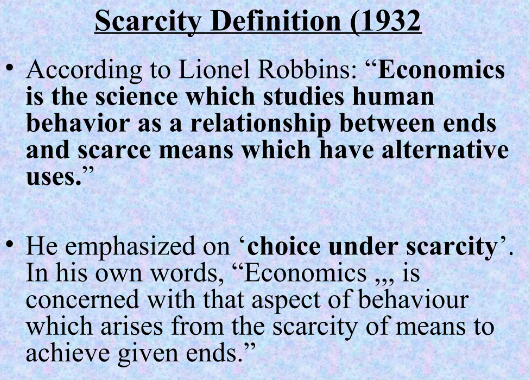 Scarcity Definition (1932
• According to Lionel Robbins: “Economics
is the science which studies human
behavior as a relationship between ends
and scarce means which have alternative
uses.”
• He emphasized on ‘choice under scarcity’.
In his own words, “Economics ,,, is
concerned with that aspect of behaviour
which arises from the scarcity of means to
achieve given ends.”